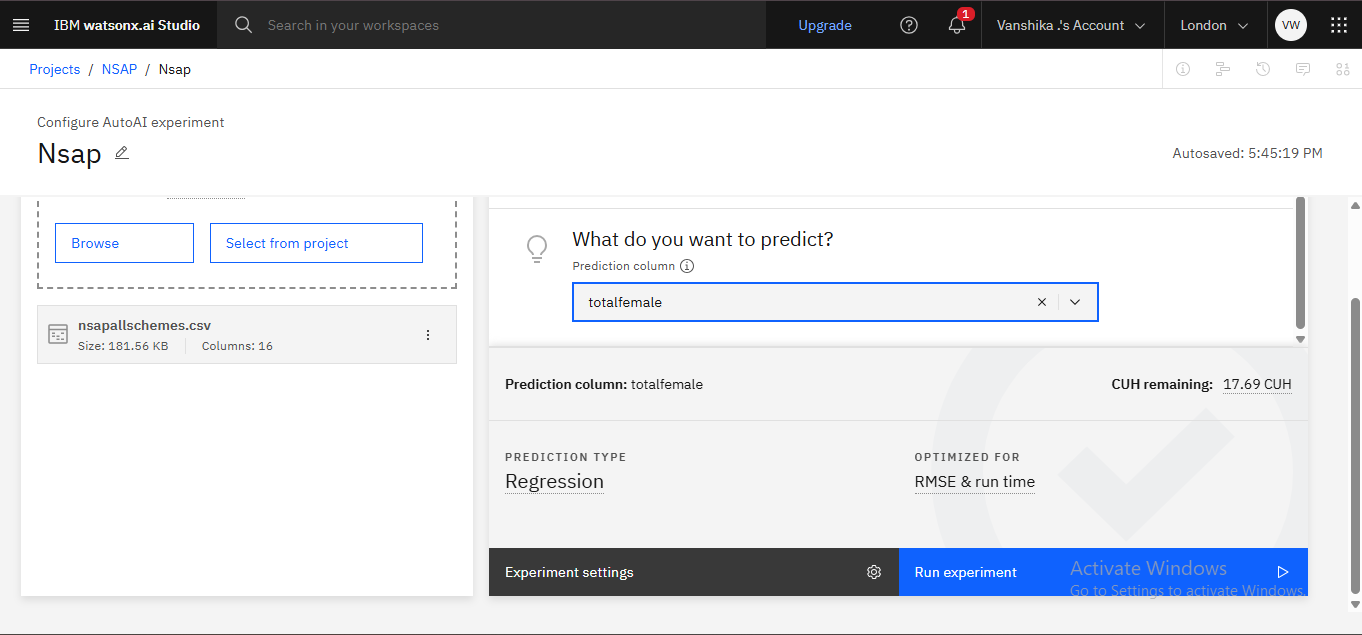 IBM watsonx.ai Studio
Search in your workspaces
Upgrade
1
Vanshika .'s Account
London
VW
Projects / NSAP / Nsap
Configure AutoAI experiment
Nsap
Autosaved: 5:45:19 PM
Browse
Select from project
nsapallschemes.csv
Size: 181.56 KB
Columns: 16
What do you want to predict?
Prediction column
totalfemale
Prediction column: totalfemale
CUH remaining: 17.69 CUH
PREDICTION TYPE
Regression
OPTIMIZED FOR
RMSE & run time
Experiment settings
Run experiment
Activate Windows
Go to Settings to activate Windows.